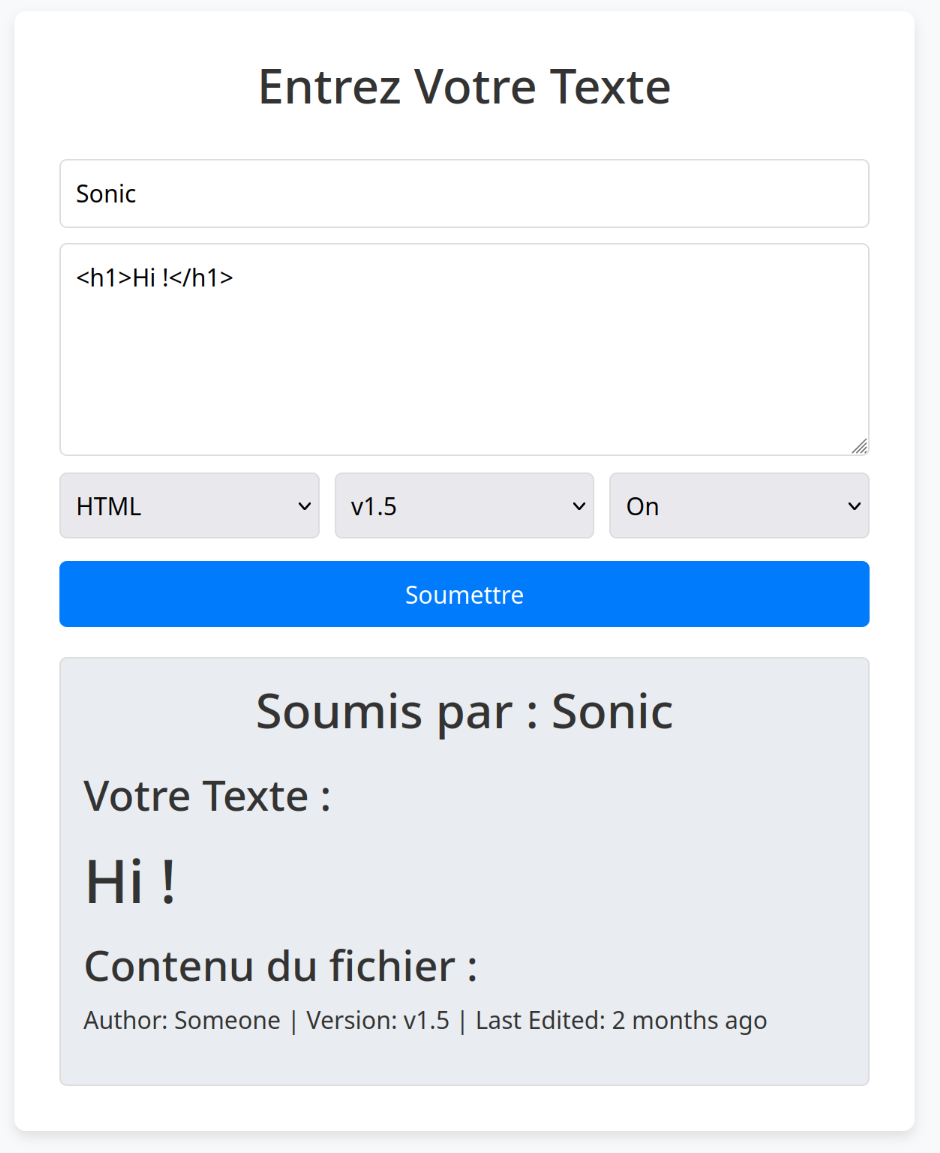 Entrez Votre Texte
Sonic
<h1>Hi !</h1>
HTML v1.5 On
Soumettre
Soumis par : Sonic
Votre Texte :
Hi !
Contenu du fichier :
Author: Someone | Version: v1.5 | Last Edited: 2 months ago